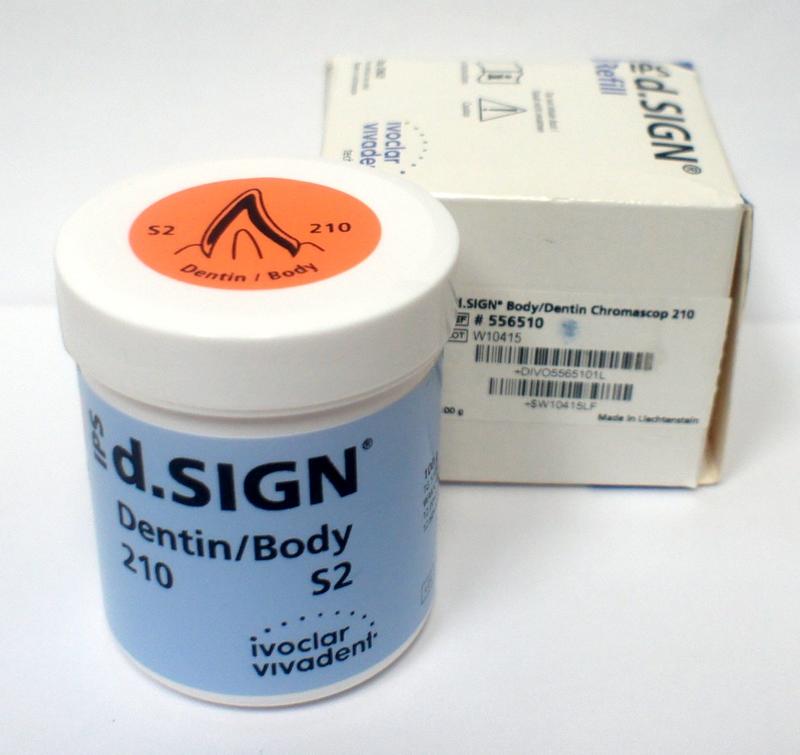 S2 210
Dentin / Body
IPS
d.SIGN®
Dentin/Body
210
S2
ivoclar
vivadent
d.SIGN®
Refill
ivoclar
d.SIGN® Body/Dentin Chromascop 210
# 556510
W10415
+DIVO5565101L
+$W10415LF
Made in Liechtenstein